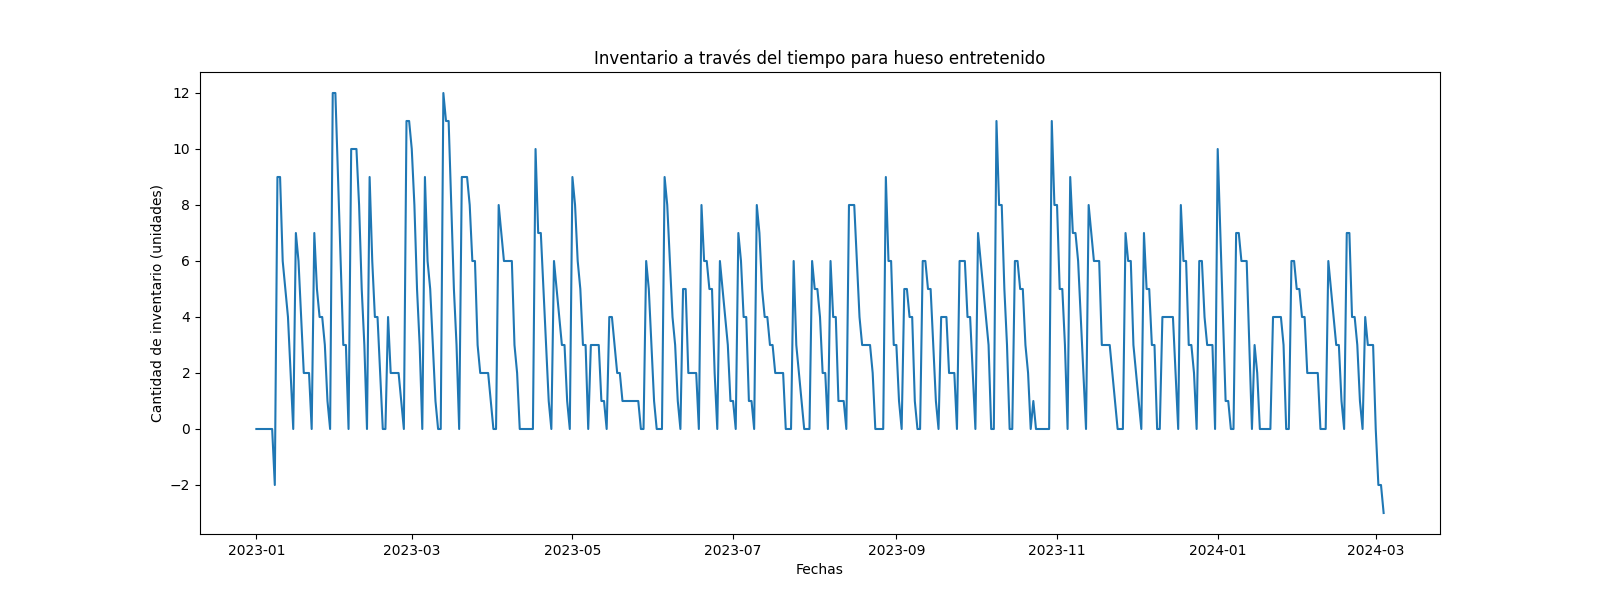 Inventario a través del tiempo para hueso entretenido
Cantidad de inventario (unidades)
12
10
8
6
4
2
0
−2
2023-01 2023-03 2023-05 2023-07 2023-09 2023-11 2024-01 2024-03
Fechas